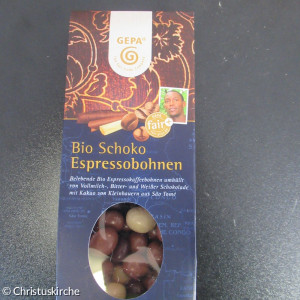 GEPA®
fair+
Bio Schoko
Espressobohnen
Belebende Bio Espressokaffeebohnen umhüllt
von Vollmilch-, Bitter- und Weißer Schokolade
mit Kakao von Kleinbauern aus São Tomé
© Christuskirche